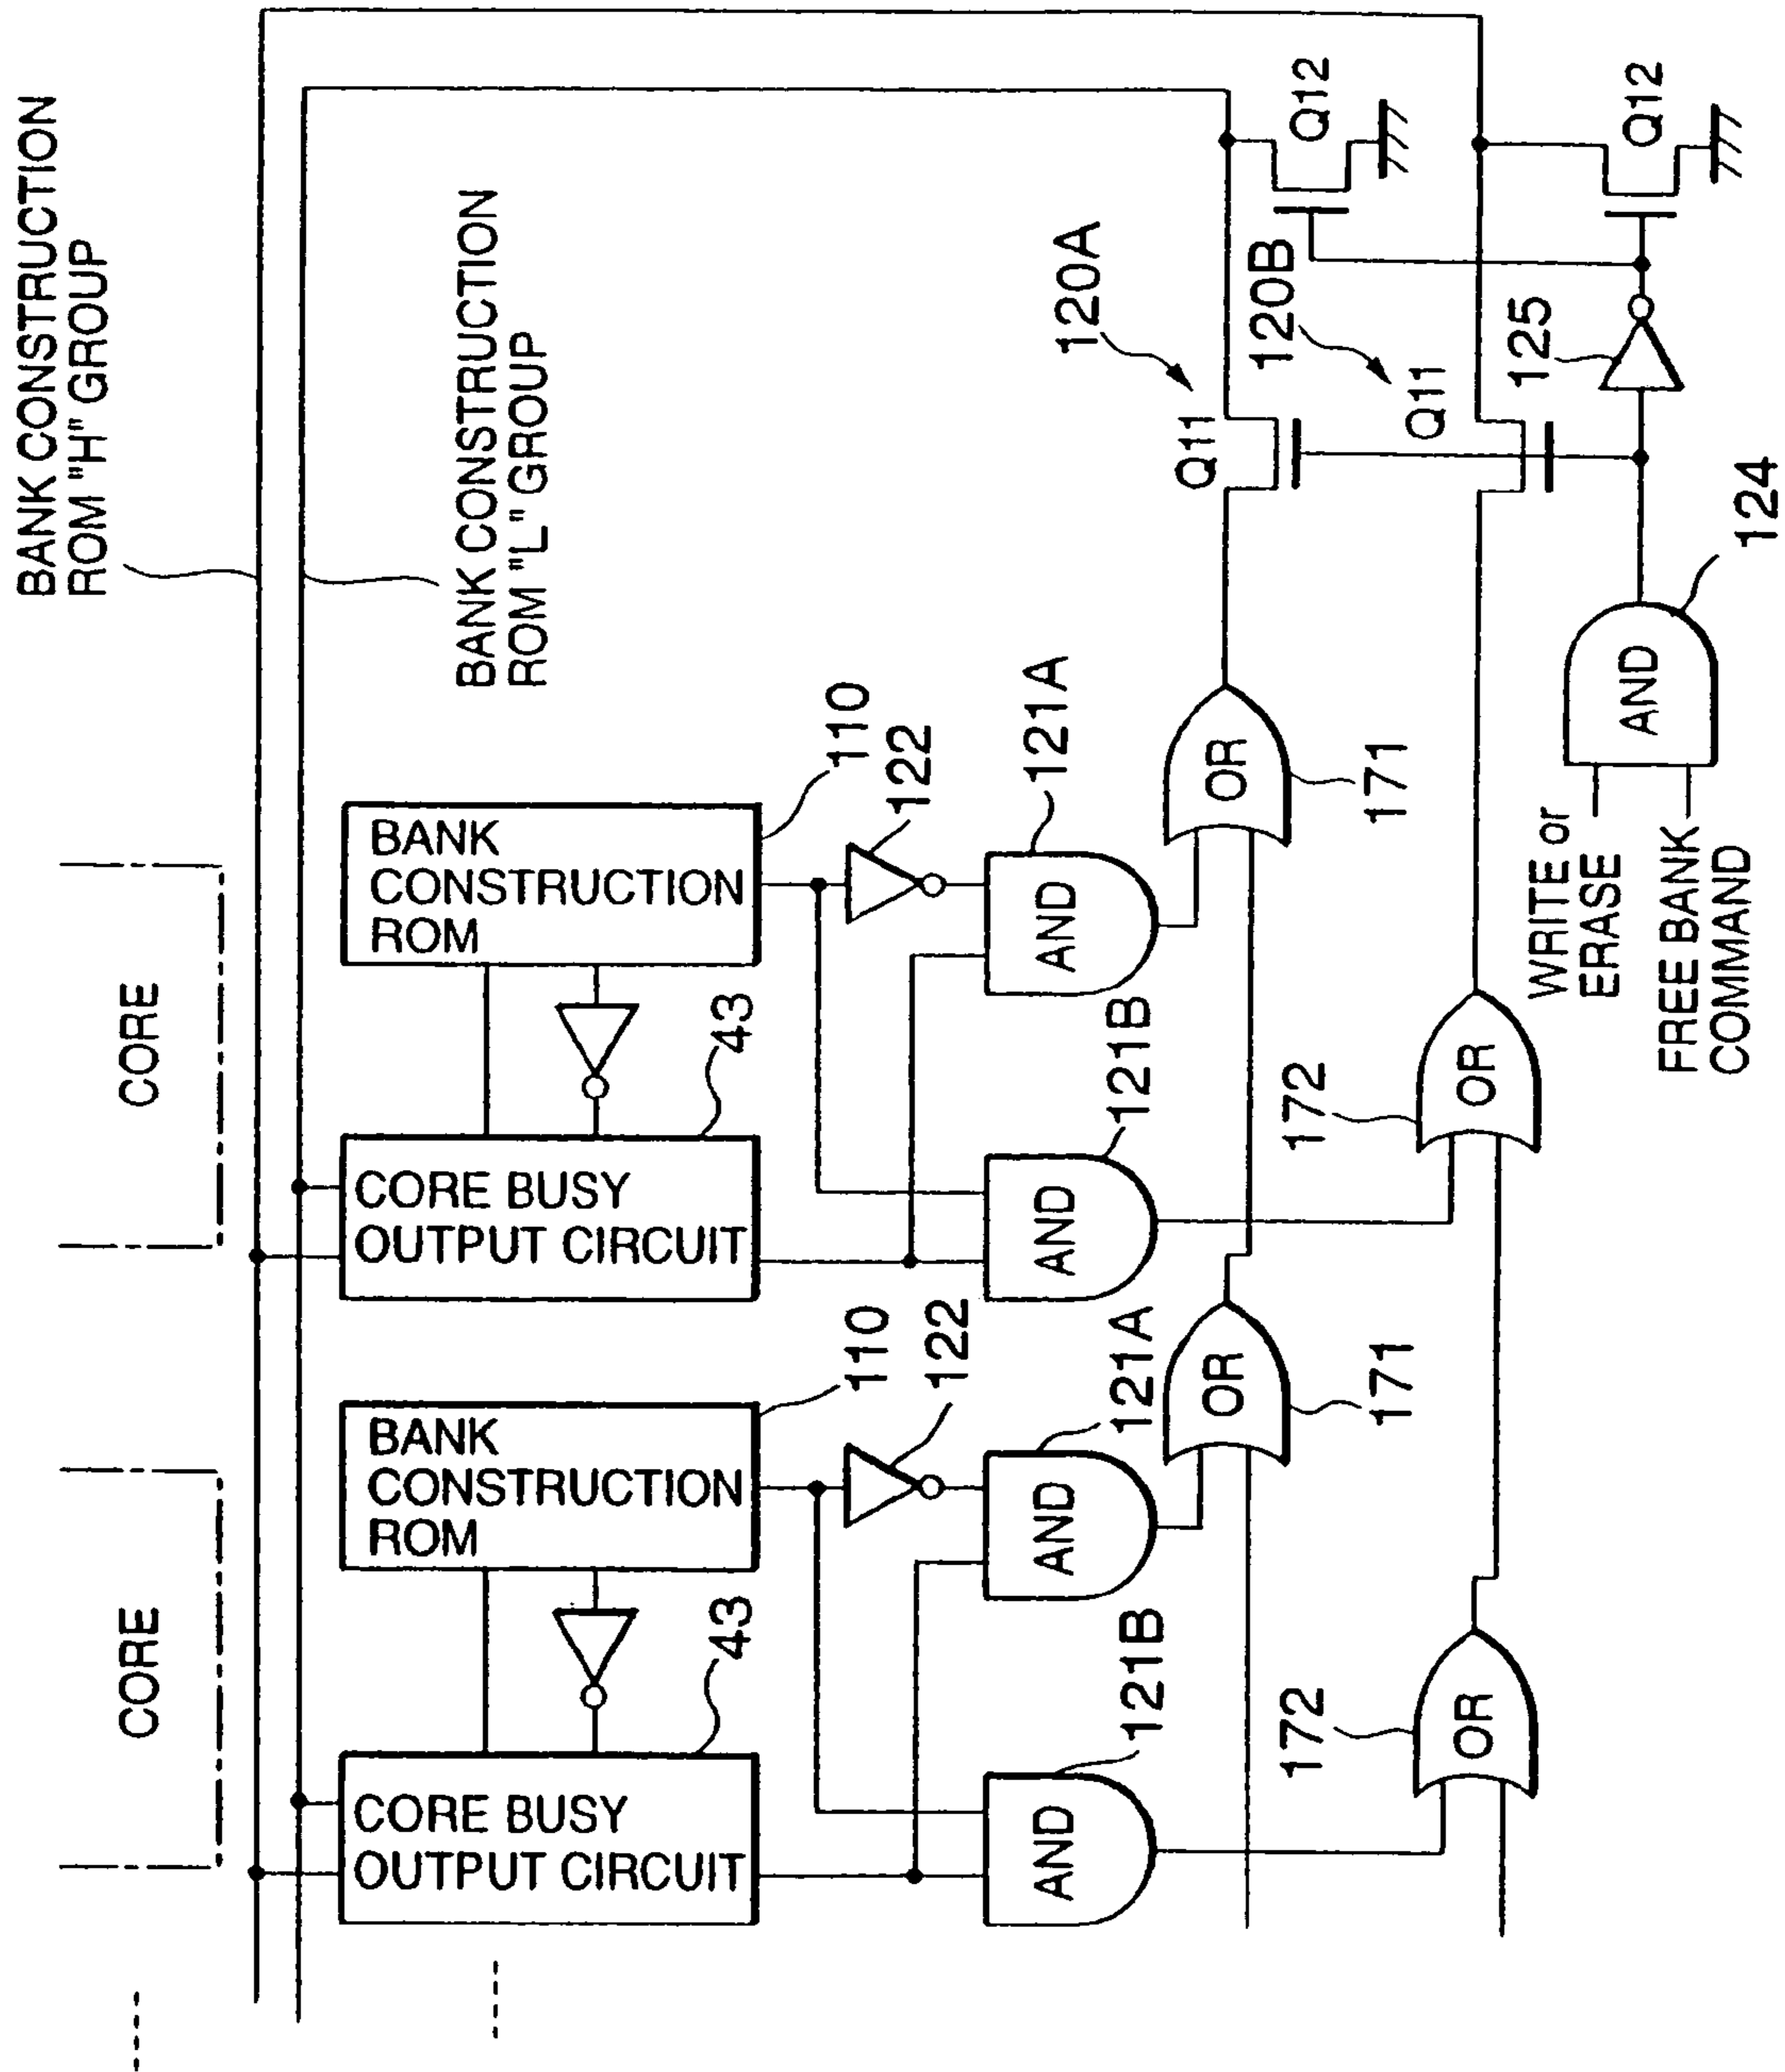 BANK CONSTRUCTION
ROM "H" GROUP
BANK CONSTRUCTION
ROM "L" GROUP
CORE
CORE
BANK
CONSTRUCTION
ROM
110
122
43
CORE BUSY
OUTPUT CIRCUIT
AND
121A
AND
121B
BANK
CONSTRUCTION
ROM
110
122
43
CORE BUSY
OUTPUT CIRCUIT
AND
121A
AND
121B
OR
171
OR
171
OR
172
OR
172
120A
Q11
Q12
120B
Q11
Q12
125
AND
124
WRITE or
ERASE
FREE BANK
COMMAND